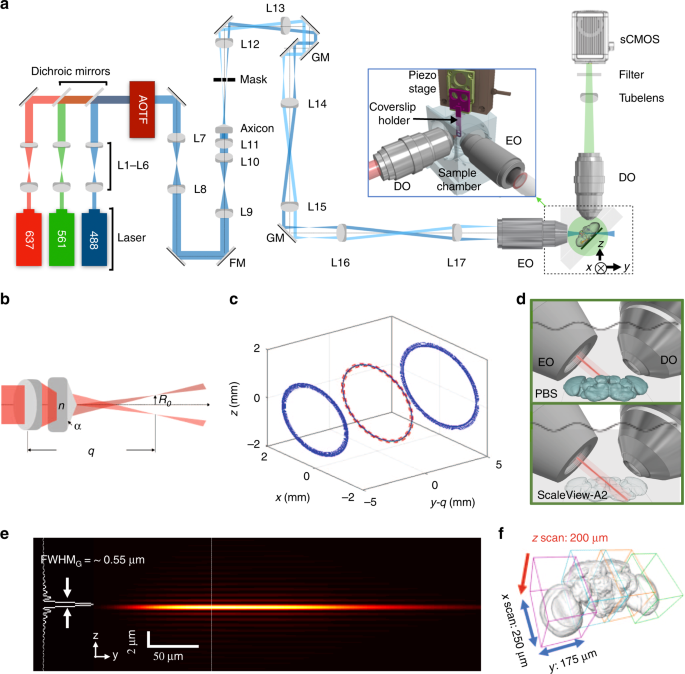 a
Dichroic mirrors
AOTF
L1–L6
637
561
488
Laser
L7
L8
FM
L13
L12
Mask
Axicon
L11
L10
L9
GM
L14
L15
GM
L16
L17
EO
Piezo
stage
Coverslip
holder
EO
DO
Sample
chamber
sCMOS
Filter
Tubelens
DO
z
x
y
b
n
α
R0
q
c
2
0
−2
z (mm)
2
0
−2
x (mm)
−5
0
5
y-q (mm)
d
EO
DO
PBS
ScaleView-A2
e
FWHMG = ~ 0.55 μm
z
y
2 μm
50 μm
f
z scan: 200 μm
x scan: 250 μm
y: 175 μm